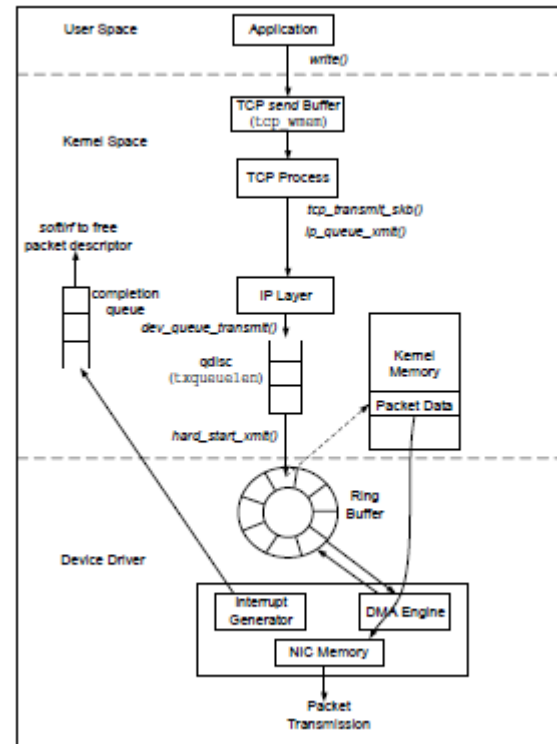 User Space
Application
write()
TCP send Buffer
(tcp_wmem)
Kernel Space
TCP Process
tcp_transmit_skb()
ip_queue_xmit()
softirf to free
packet descriptor
completion
queue
IP Layer
dev_queue_transmit()
qdisc
(txqueuelen)
Kernel
Memory
Packet Data
hard_start_xmit()
Ring
Buffer
Device Driver
Interrupt
Generator
DMA Engine
NIC Memory
Packet
Transmission